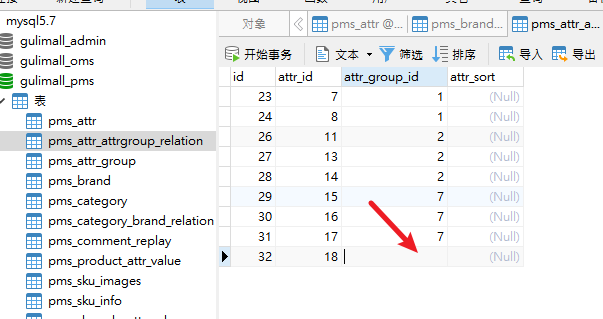 对象
pms_attr @...
pms_brand...
pms_attr_a...
开始事务
文本
筛选
排序
导入
导出
mysql5.7
gulimall_admin
gulimall_oms
gulimall_pms
表
pms_attr
pms_attr_attrgroup_relation
pms_attr_group
pms_brand
pms_category
pms_category_brand_relation
pms_comment_replay
pms_product_attr_value
pms_sku_images
pms_sku_info
id attr_id attr_group_id attr_sort
23 7 1 (Null)
24 8 1 (Null)
26 11 2 (Null)
27 13 2 (Null)
28 14 2 (Null)
29 15 7 (Null)
30 16 7 (Null)
31 17 7 (Null)
32 18 (Null)